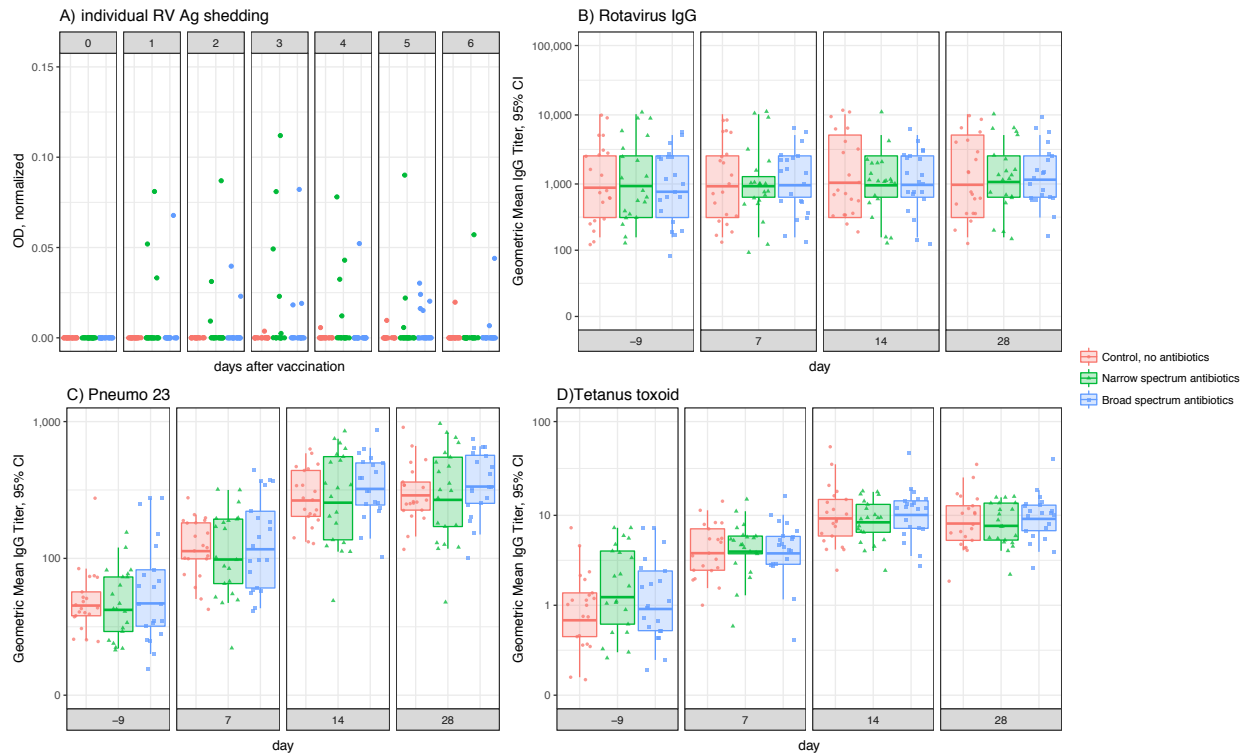 A) individual RV Ag shedding
0 1 2 3 4 5 6
0.15
0.10
0.05
0.00
OD, normalized
days after vaccination
B) Rotavirus IgG
100,000
10,000
1,000
100
0
Geometric Mean IgG Titer, 95% CI
−9 7 14 28
day
Control, no antibiotics
Narrow spectrum antibiotics
Broad spectrum antibiotics
C) Pneumo 23
1,000
100
0
Geometric Mean IgG Titer, 95% CI
−9 7 14 28
day
D)Tetanus toxoid
100
10
1
0
Geometric Mean IgG Titer, 95% CI
−9 7 14 28
day